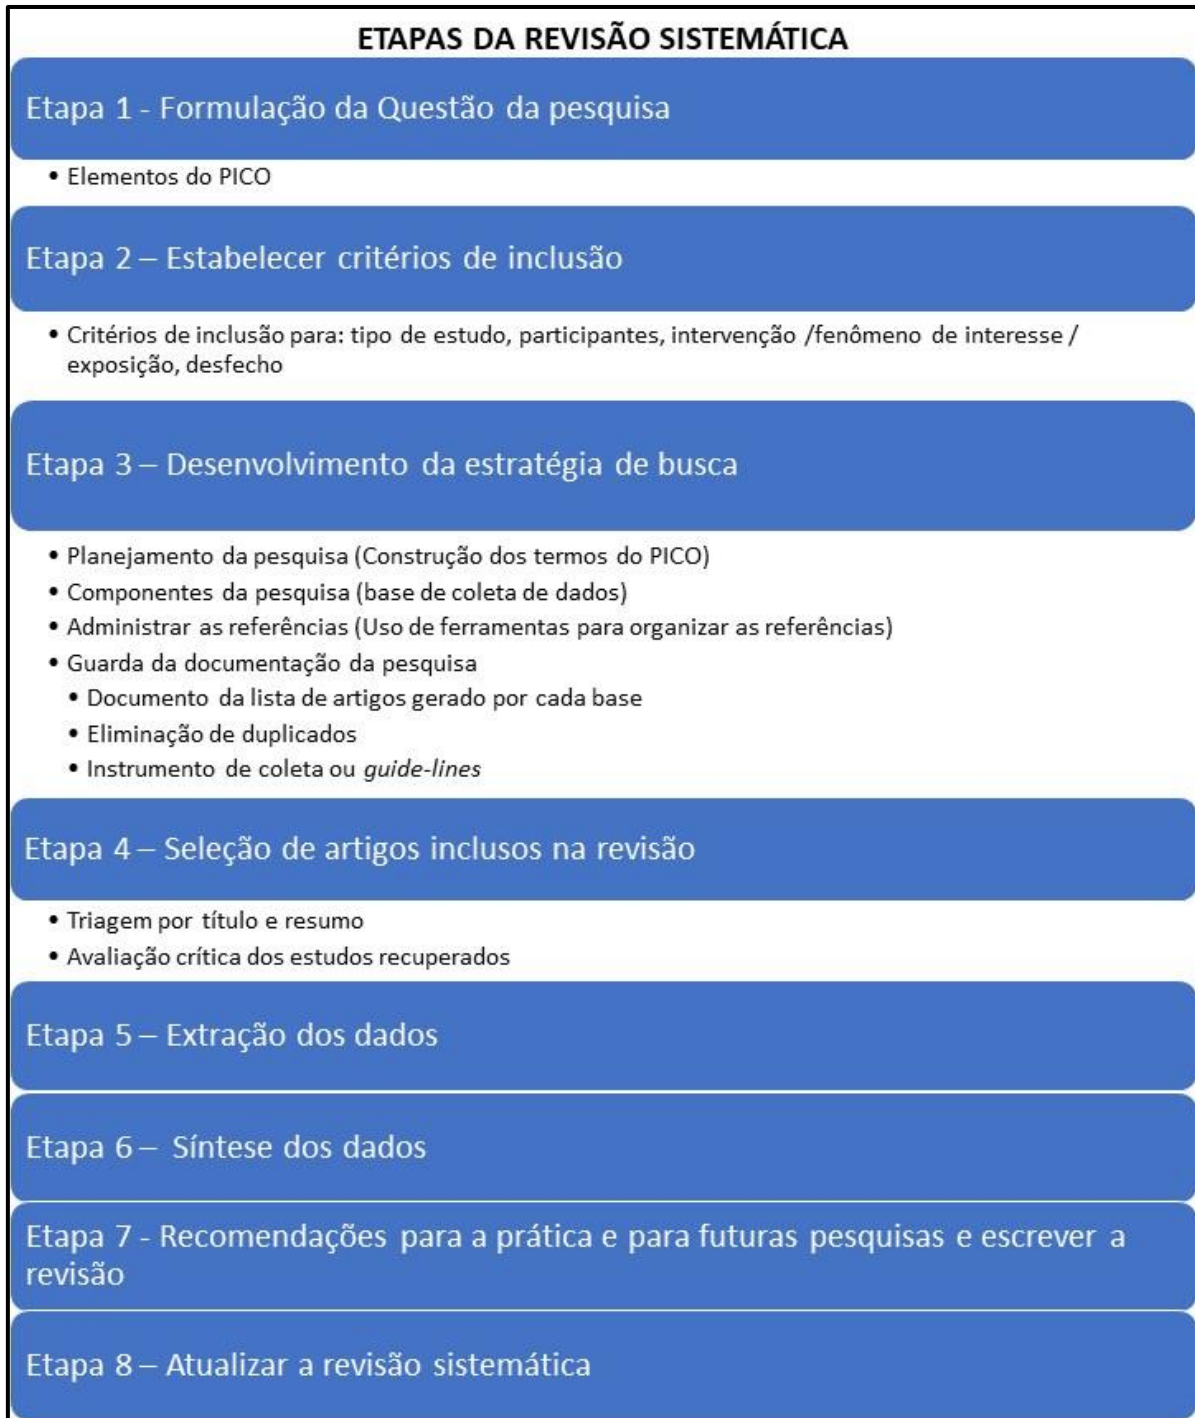 ETAPAS DA REVISÃO SISTEMÁTICA
Etapa 1 - Formulação da Questão da pesquisa
• Elementos do PICO
Etapa 2 – Estabelecer critérios de inclusão
• Critérios de inclusão para: tipo de estudo, participantes, intervenção /fenômeno de interesse /
exposição, desfecho
Etapa 3 – Desenvolvimento da estratégia de busca
• Planejamento da pesquisa (Construção dos termos do PICO)
• Componentes da pesquisa (base de coleta de dados)
• Administrar as referências (Uso de ferramentas para organizar as referências)
• Guarda da documentação da pesquisa
• Documento da lista de artigos gerado por cada base
• Eliminação de duplicados
• Instrumento de coleta ou guide-lines
Etapa 4 – Seleção de artigos inclusos na revisão
• Triagem por título e resumo
• Avaliação crítica dos estudos recuperados
Etapa 5 – Extração dos dados
Etapa 6 – Síntese dos dados
Etapa 7 - Recomendações para a prática e para futuras pesquisas e escrever a
revisão
Etapa 8 – Atualizar a revisão sistemática